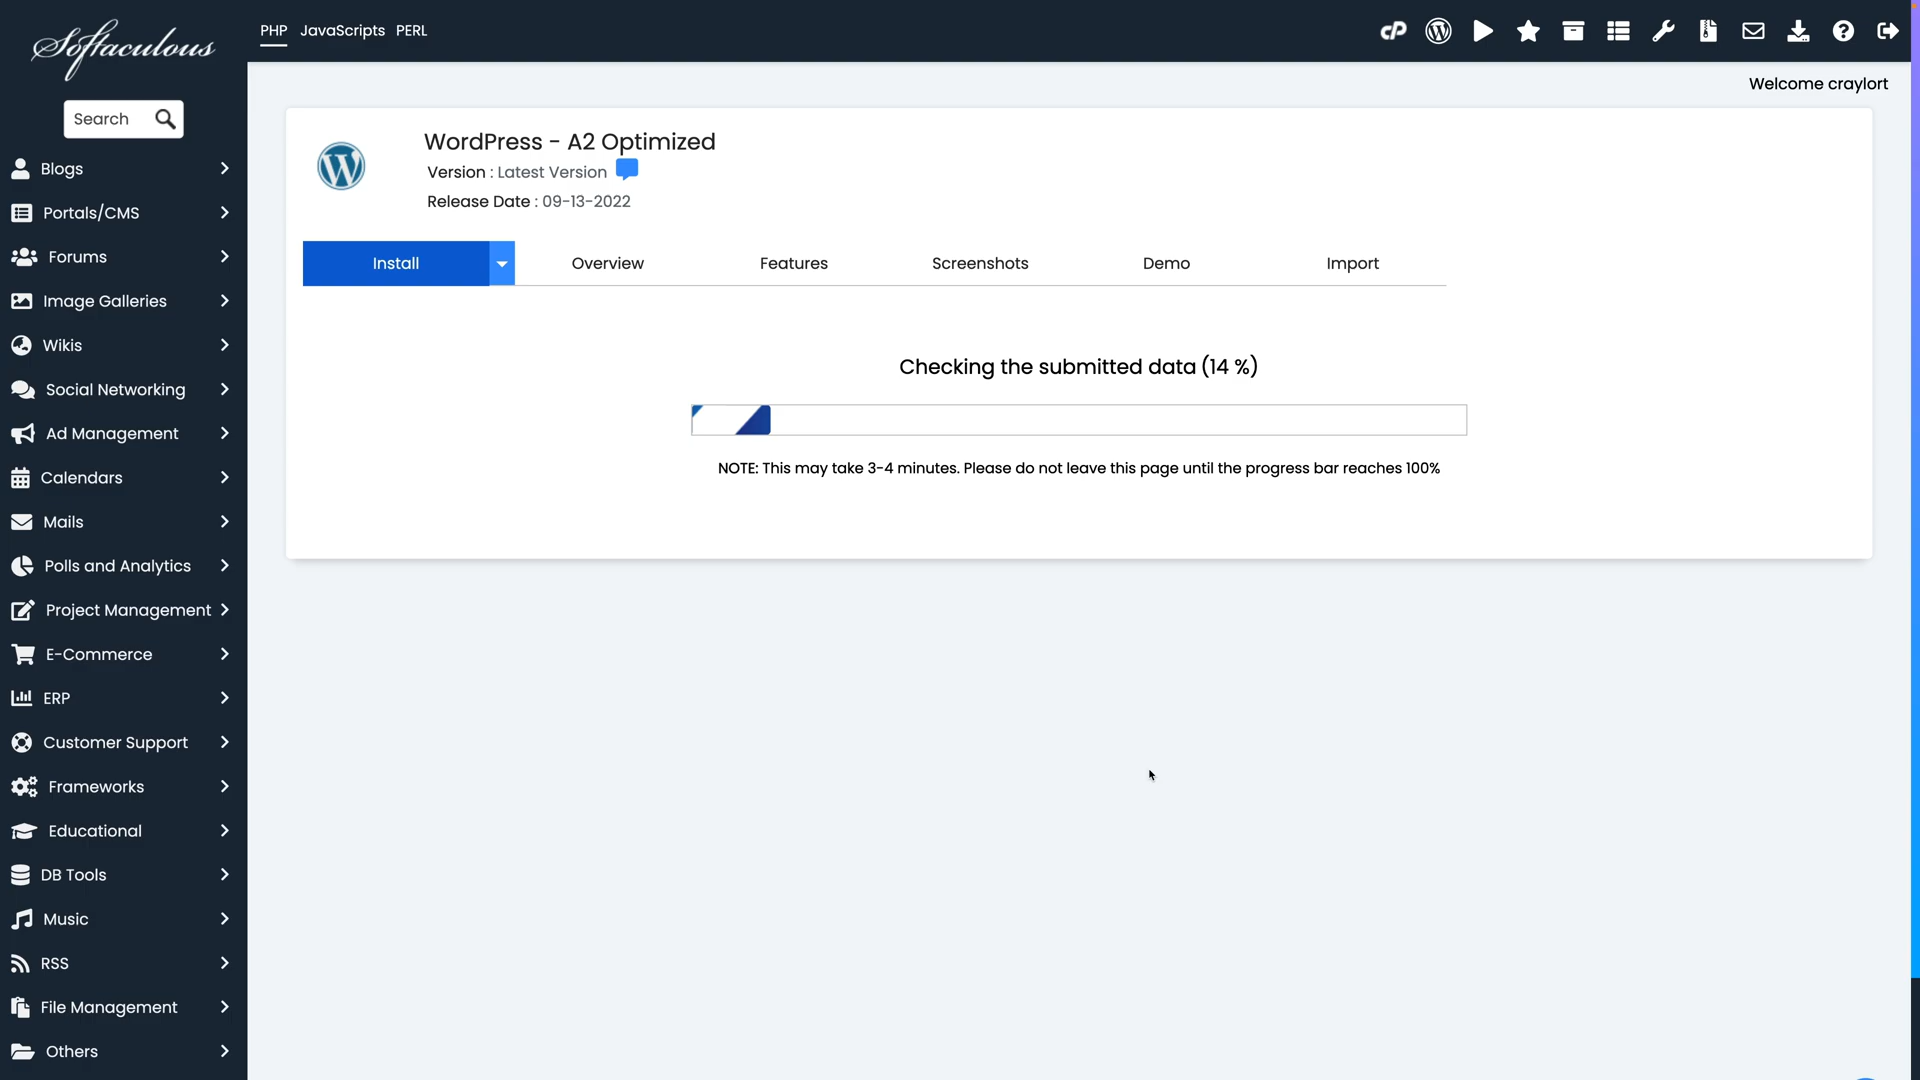 Softaculous
PHP JavaScripts PERL
Welcome craylort
Search
Blogs
Portals/CMS
Forums
Image Galleries
Wikis
Social Networking
Ad Management
Calendars
Mails
Polls and Analytics
Project Management
E-Commerce
ERP
Customer Support
Frameworks
Educational
DB Tools
Music
RSS
File Management
Others
WordPress - A2 Optimized
Version : Latest Version
Release Date : 09-13-2022
Install Overview Features Screenshots Demo Import
Checking the submitted data (14 %)
NOTE: This may take 3-4 minutes. Please do not leave this page until the progress bar reaches 100%